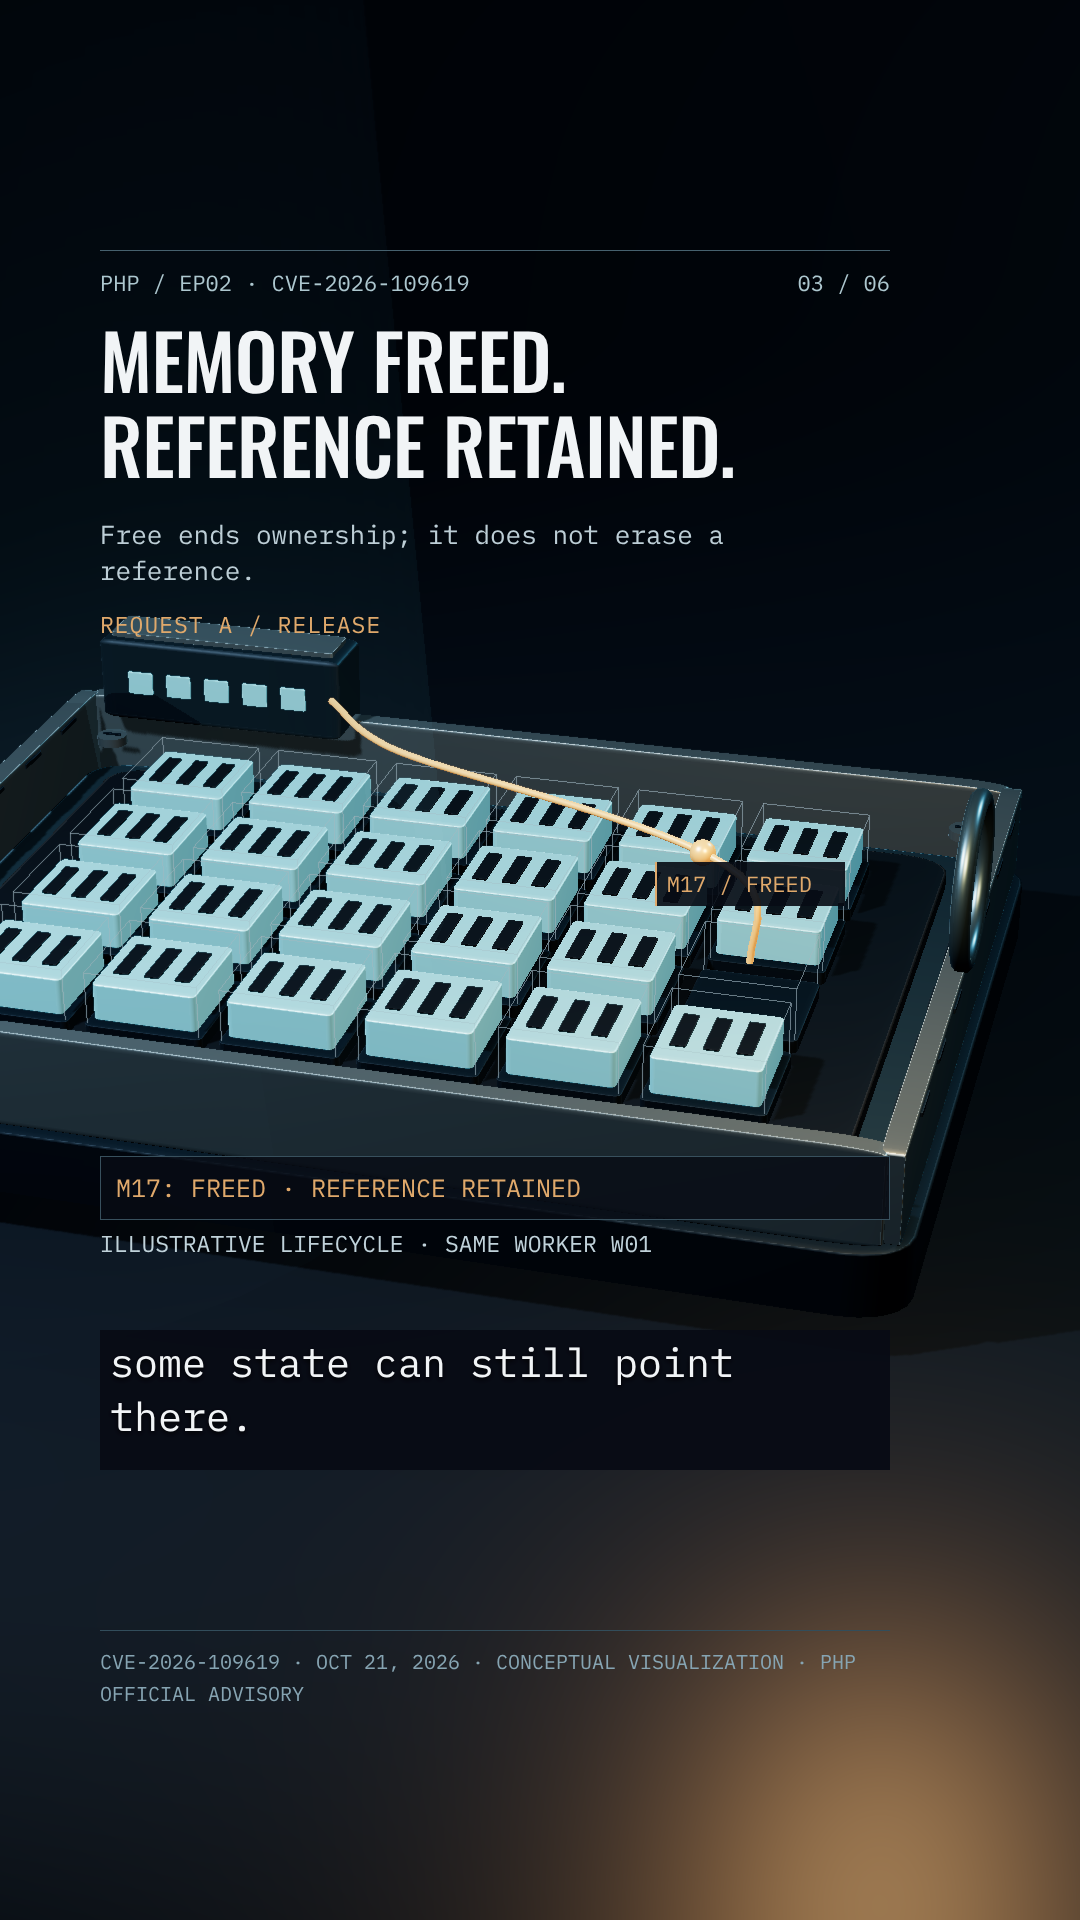 PHP / EP02 · CVE-2026-109619
03 / 06
MEMORY FREED.
REFERENCE RETAINED.
Free ends ownership; it does not erase a
reference.
REQUEST A / RELEASE
M17 / FREED
M17: FREED · REFERENCE RETAINED
ILLUSTRATIVE LIFECYCLE · SAME WORKER W01
some state can still point
there.
CVE-2026-109619 · OCT 21, 2026 · CONCEPTUAL VISUALIZATION · PHP
OFFICIAL ADVISORY